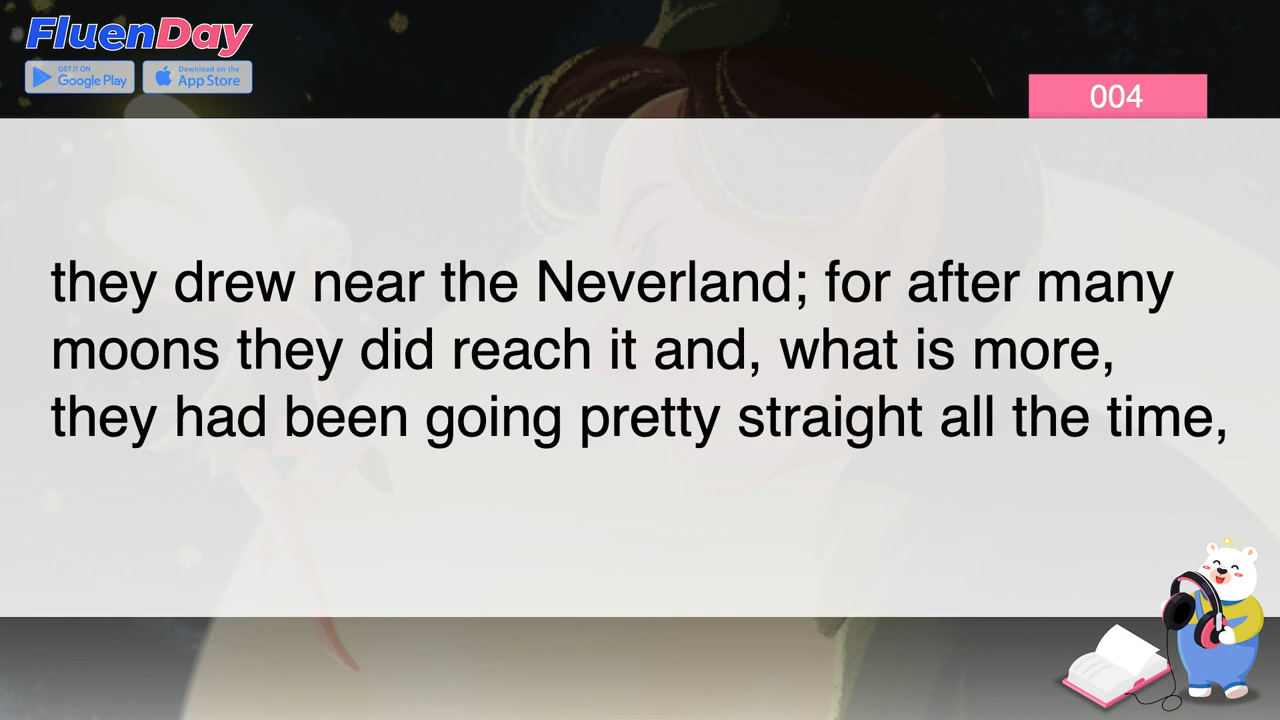 FluenDay
GET IT ON
Google Play
Download on the
App Store
004
they drew near the Neverland; for after many
moons they did reach it and, what is more,
they had been going pretty straight all the time,